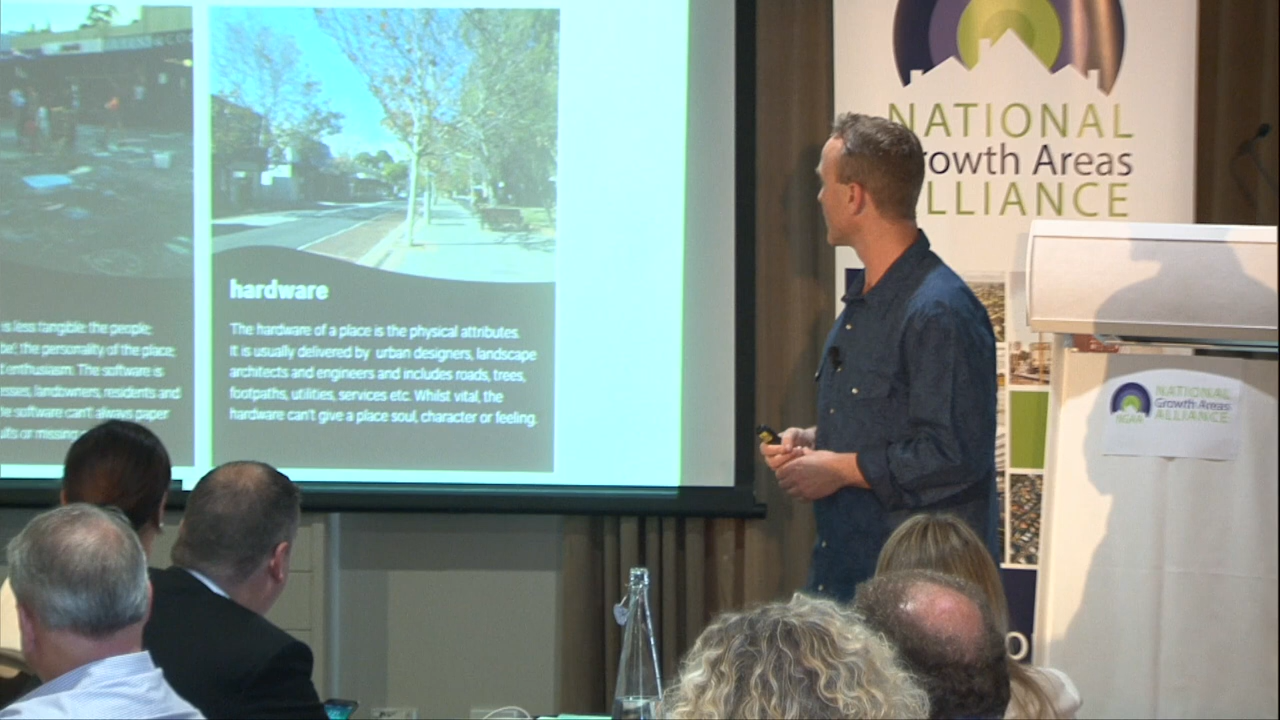 is less tangible: the people;
the personality of the place;
enthusiasm. The software is
landowners, residents and
software can't always paper
or missing
hardware
The hardware of a place is the physical attributes.
It is usually delivered by urban designers, landscape
architects and engineers and includes roads, trees,
footpaths, utilities, services etc. Whilst vital, the
hardware can't give a place soul, character or feeling.
NATIONAL
Growth Areas
ALLIANCE
NATIONAL
Growth Areas
ALLIANCE
NGAA